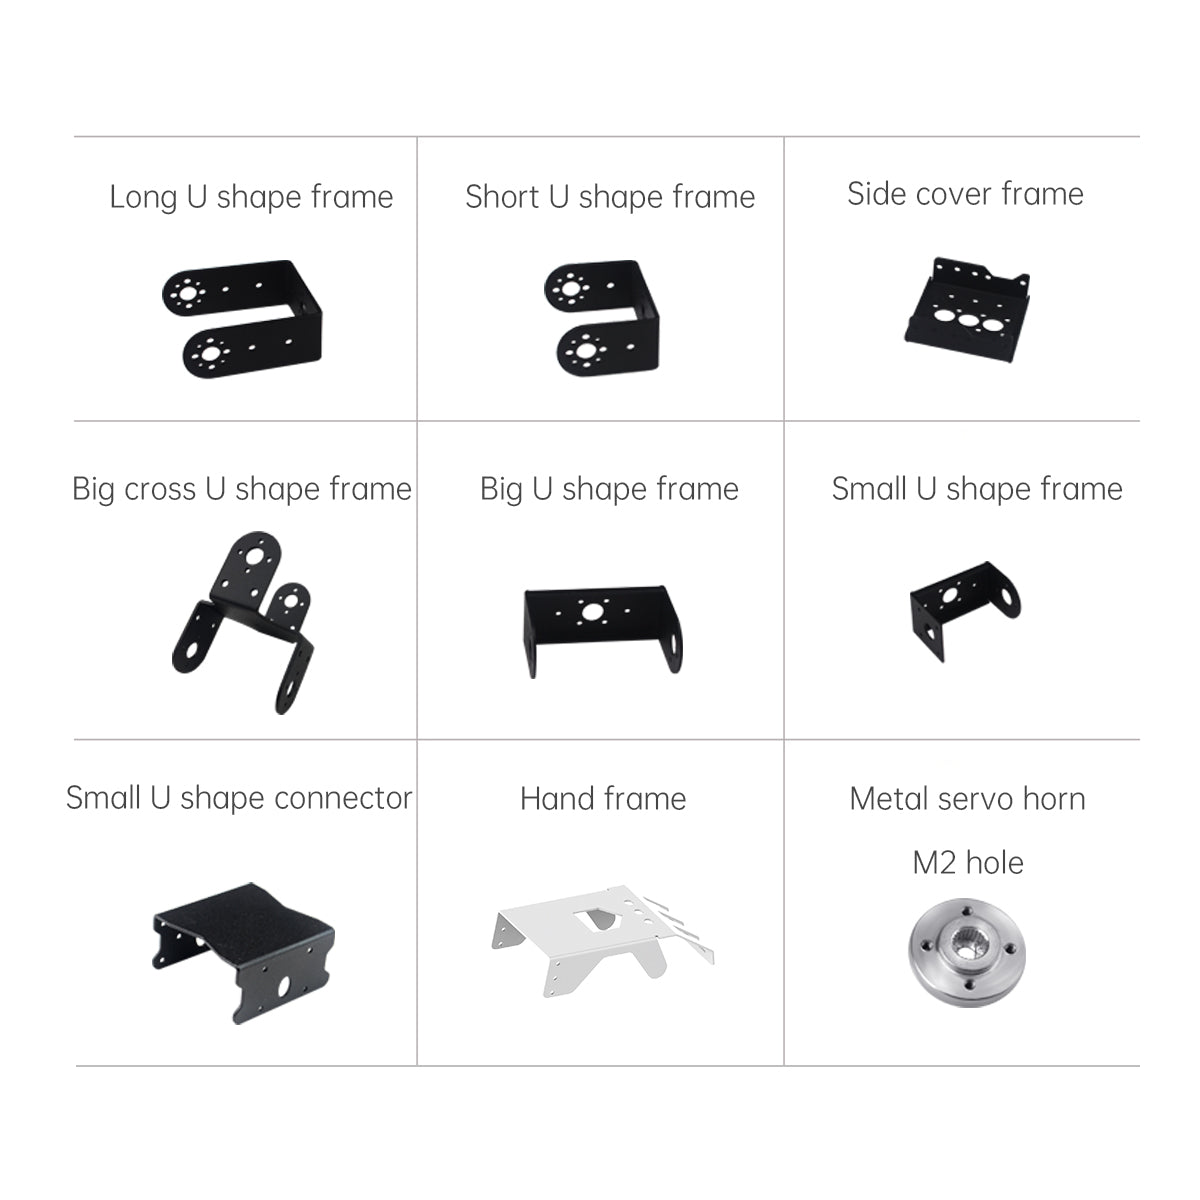 Long U shape frame
Short U shape frame
Side cover frame
Big cross U shape frame
Big U shape frame
Small U shape frame
Small U shape connector
Hand frame
Metal servo horn
M2 hole